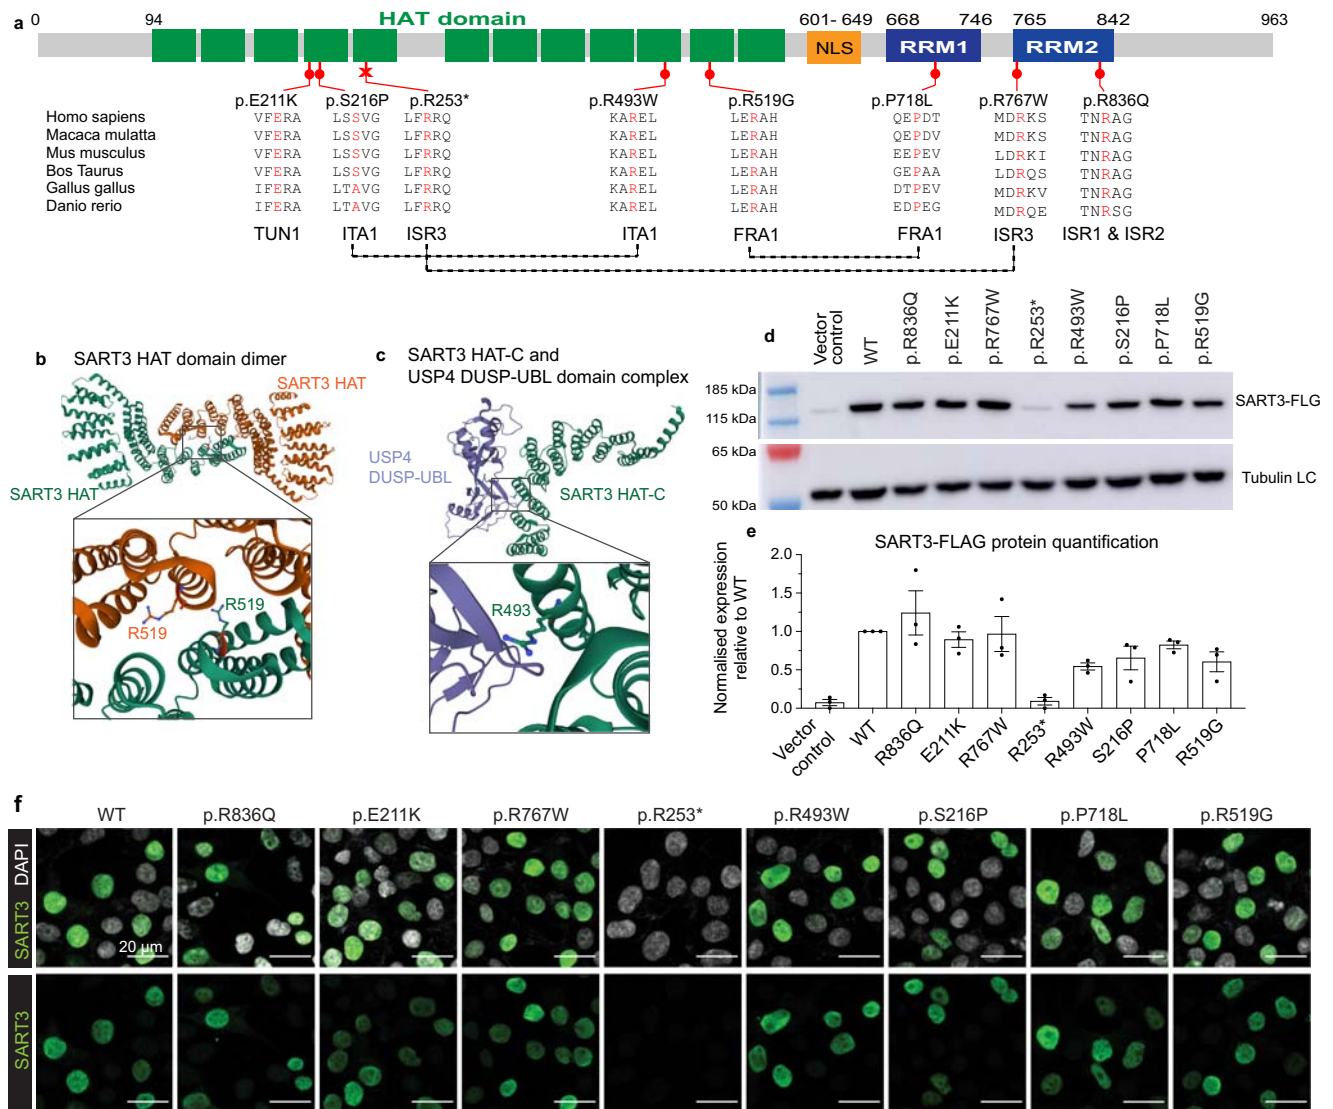 a
0 94 HAT domain 601- 649 668 746 765 842 963
NLS RRM1 RRM2
p.E211K p.S216P p.R253* p.R493W p.R519G p.P718L p.R767W p.R836Q
Homo sapiens VFERA LSSVG LFRRQ KAREL LERAH QEPDT MDRKS TNRAG
Macaca mulatta VFERA LSSVG LFRRQ KAREL LERAH QEPDV MDRKS TNRAG
Mus musculus VFERA LSSVG LFRRQ KAREL LERAH EEPEV LDRKI TNRAG
Bos Taurus VFERA LSSVG LFRRQ KAREL LERAH GEPAA LDRQS TNRAG
Gallus gallus IFERA LTAVG LFRRQ KAREL LERAH DTPEV MDRKV TNRAG
Danio rerio IFERA LTAVG LFRRQ KAREL LERAH EDPEG MDRQE TNRSG
TUN1 ITA1 ISR3 ITA1 FRA1 FRA1 ISR3 ISR1 & ISR2
b SART3 HAT domain dimer
SART3 HAT
SART3 HAT
R519
R519
c SART3 HAT-C and
USP4 DUSP-UBL domain complex
USP4
DUSP-UBL
SART3 HAT-C
R493
d
Vector
control
WT
p.R836Q
p.E211K
p.R767W
p.R253*
p.R493W
p.S216P
p.P718L
p.R519G
185 kDa
115 kDa
SART3-FLG
65 kDa
50 kDa
Tubulin LC
e
SART3-FLAG protein quantification
Normalised expression
relative to WT
2.0
1.5
1.0
0.5
0.0
Vector
control
WT
R836Q
E211K
R767W
R253*
R493W
S216P
P718L
R519G
f
WT p.R836Q p.E211K p.R767W p.R253* p.R493W p.S216P p.P718L p.R519G
SART3 DAPI
20 µm
SART3